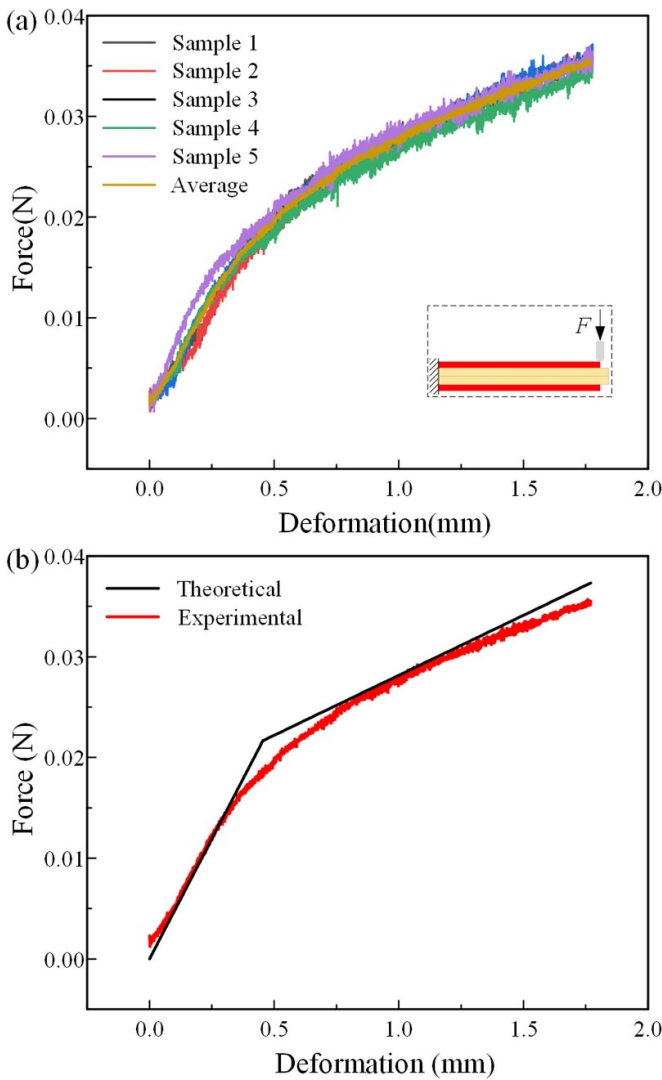 (a)
0.04
Sample 1
Sample 2
Sample 3
Sample 4
Sample 5
Average
0.03
0.02
0.01
0.00
Force(N)
F
0.0 0.5 1.0 1.5 2.0
Deformation(mm)
(b)
0.04
Theoretical
Experimental
0.03
0.02
0.01
0.00
Force (N)
0.0 0.5 1.0 1.5 2.0
Deformation (mm)